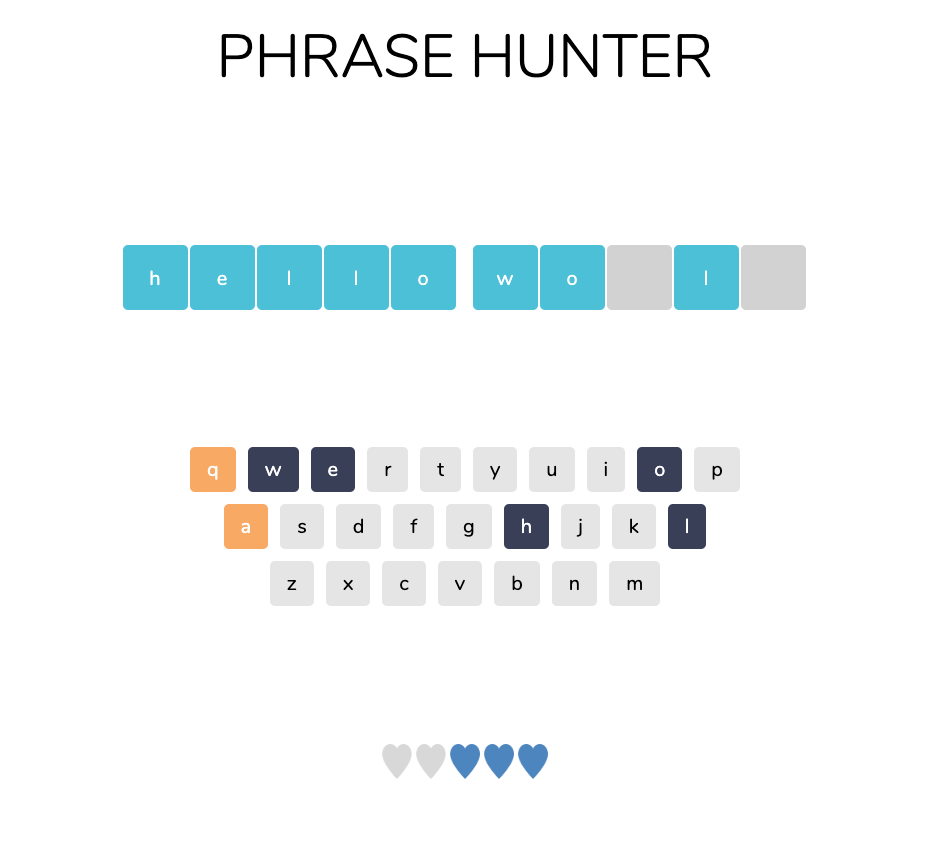 PHRASE HUNTER
h e l l o w o l
q w e r t y u i o p
a s d f g h j k l
z x c v b n m